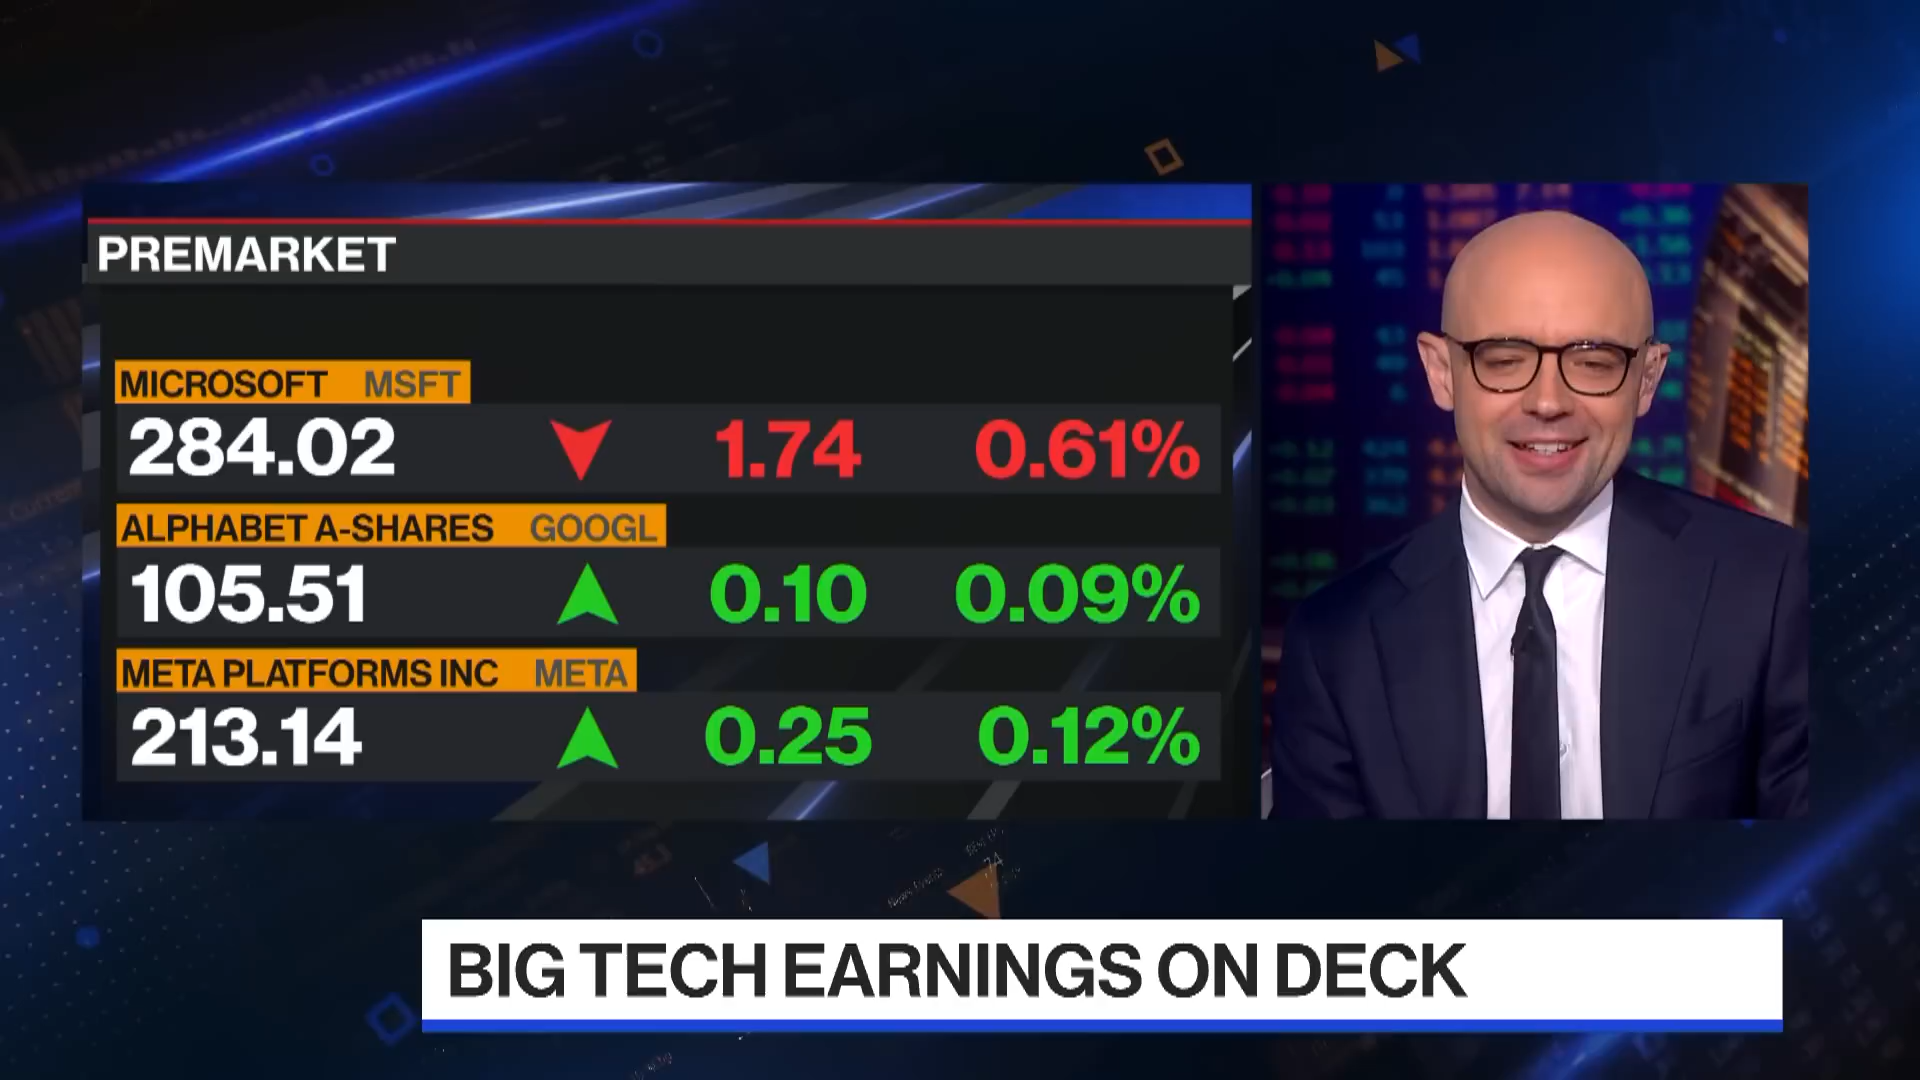 PREMARKET
MICROSOFT MSFT
284.02 1.74 0.61%
ALPHABET A-SHARES GOOGL
105.51 0.10 0.09%
META PLATFORMS INC META
213.14 0.25 0.12%
BIG TECH EARNINGS ON DECK